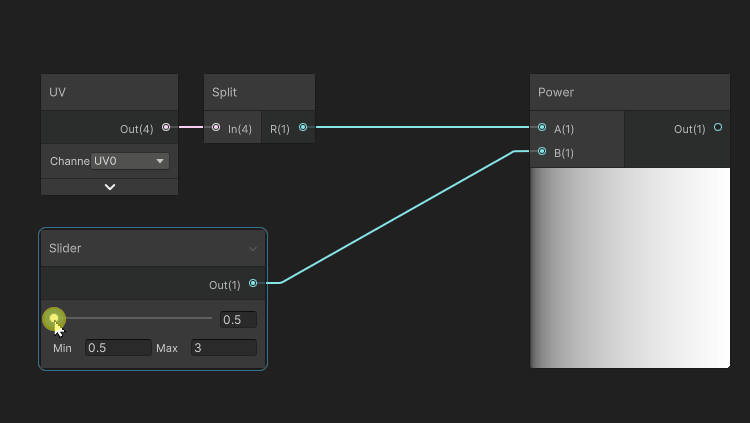 UV
Out(4)
Channe
UV0
Split
In(4)
R(1)
Slider
Out(1)
0.5
Min
0.5
Max
3
Power
A(1)
B(1)
Out(1)